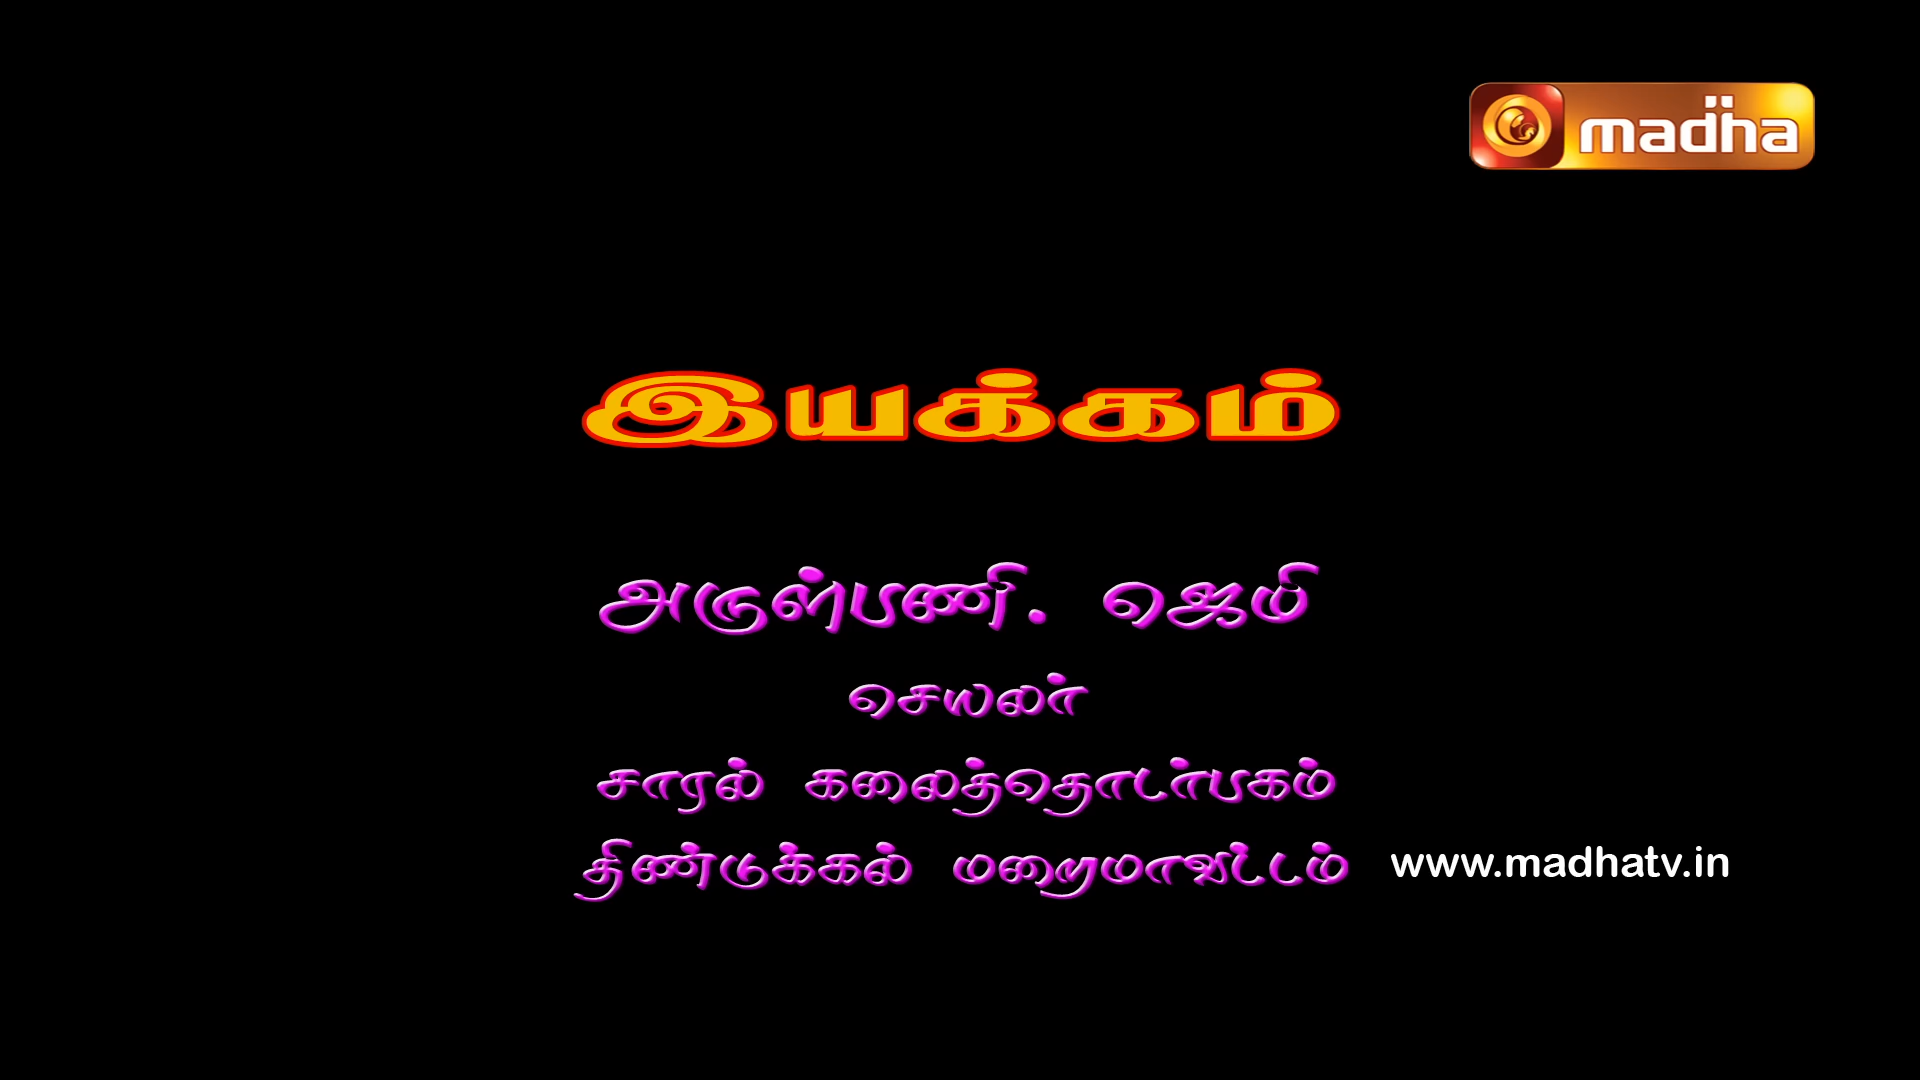 madha
இயக்கம்
அருள்பணி. ஜெமி
செயலர்
சாரல் கலைத்தொடர்பகம்
திண்டுக்கல் மறைமாவட்டம்
www.madhatv.in